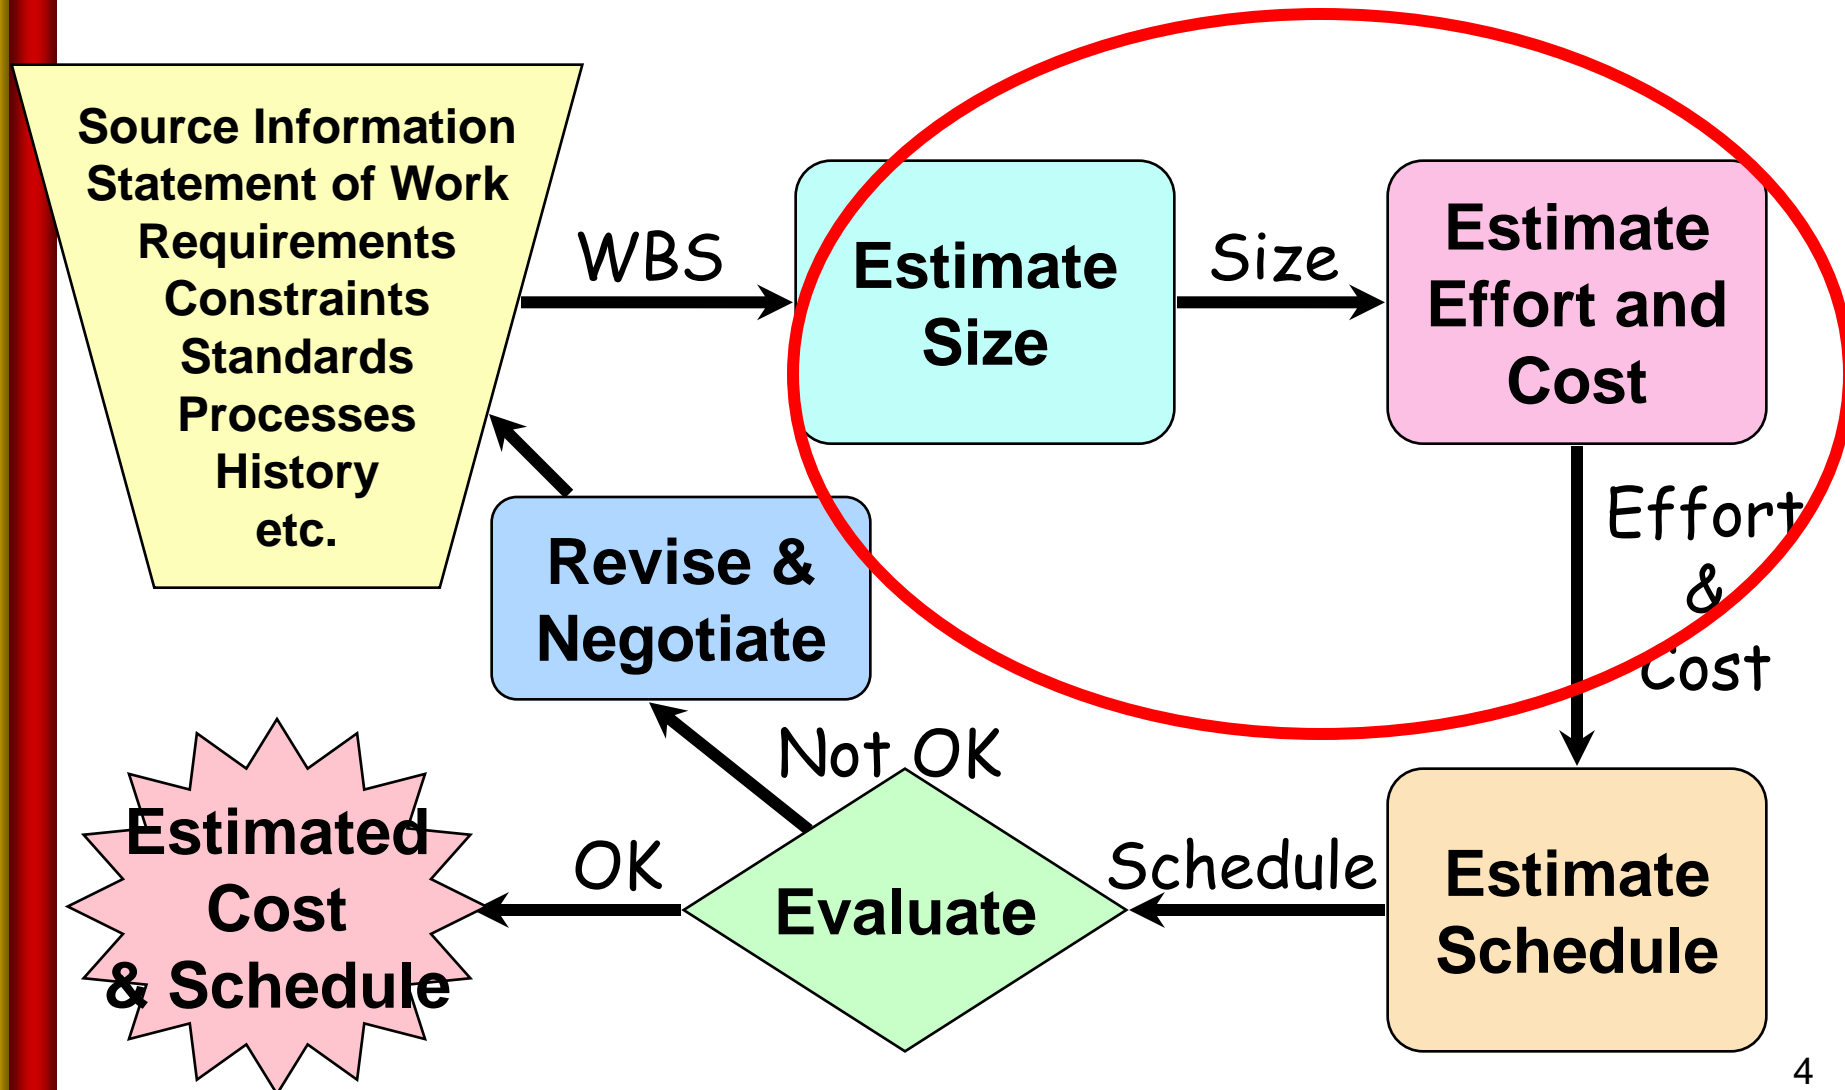 Source Information
Statement of Work
Requirements
Constraints
Standards
Processes
History
etc.
WBS
Estimate
Size
Size
Estimate
Effort and
Cost
Effort
&
Cost
Revise &
Negotiate
Not OK
Estimated
Cost
& Schedule
OK
Evaluate
Schedule
Estimate
Schedule
4